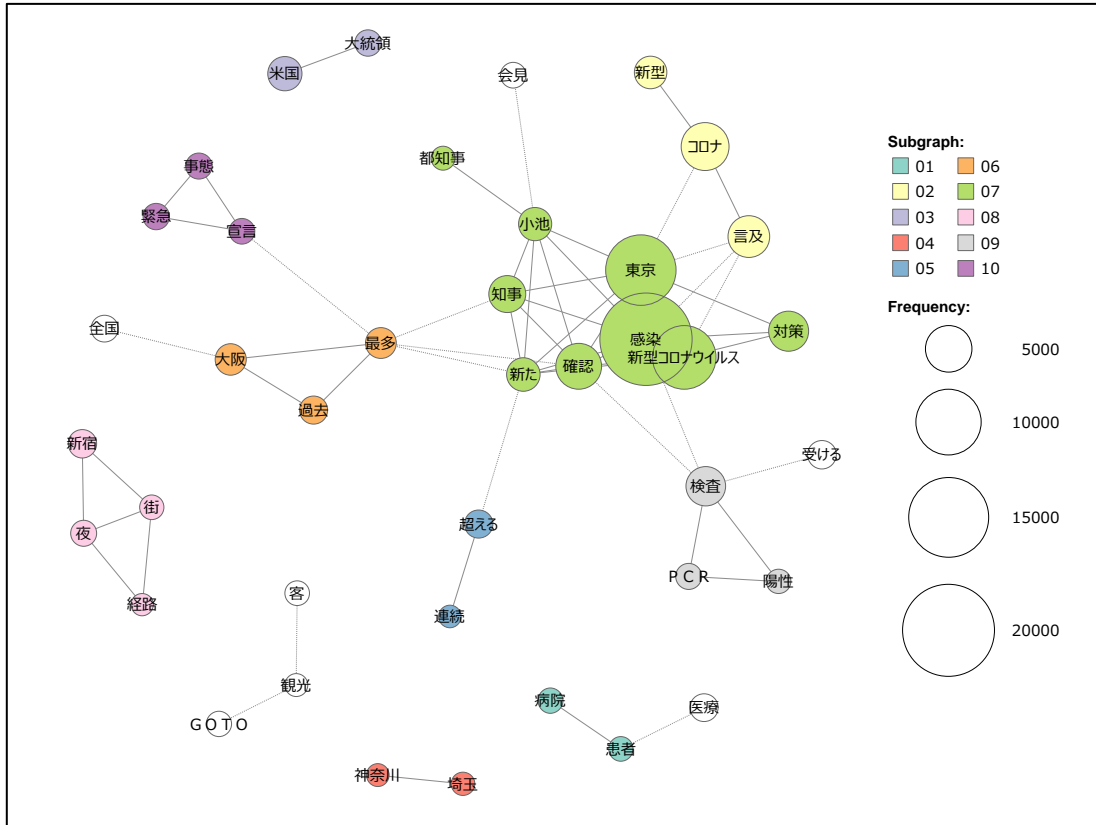 大統領
米国
会見
新型
コロナ
都知事
事態
緊急
宣言
小池
言及
東京
知事
感染
新型コロナウイルス
対策
全国
大阪
最多
新た
確認
過去
新宿
街
夜
経路
検査
受ける
ＰＣＲ
陽性
超える
連続
客
観光
ＧＯＴＯ
病院
患者
医療
神奈川
埼玉
Subgraph:
01
06
02
07
03
08
04
09
05
10
Frequency:
5000
10000
15000
20000